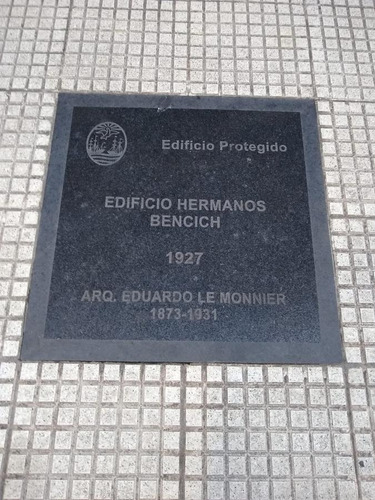 Edificio Protegido
EDIFICIO HERMANOS
BENCICH
1927
ARQ. EDUARDO LE MONNIER
1873-1931